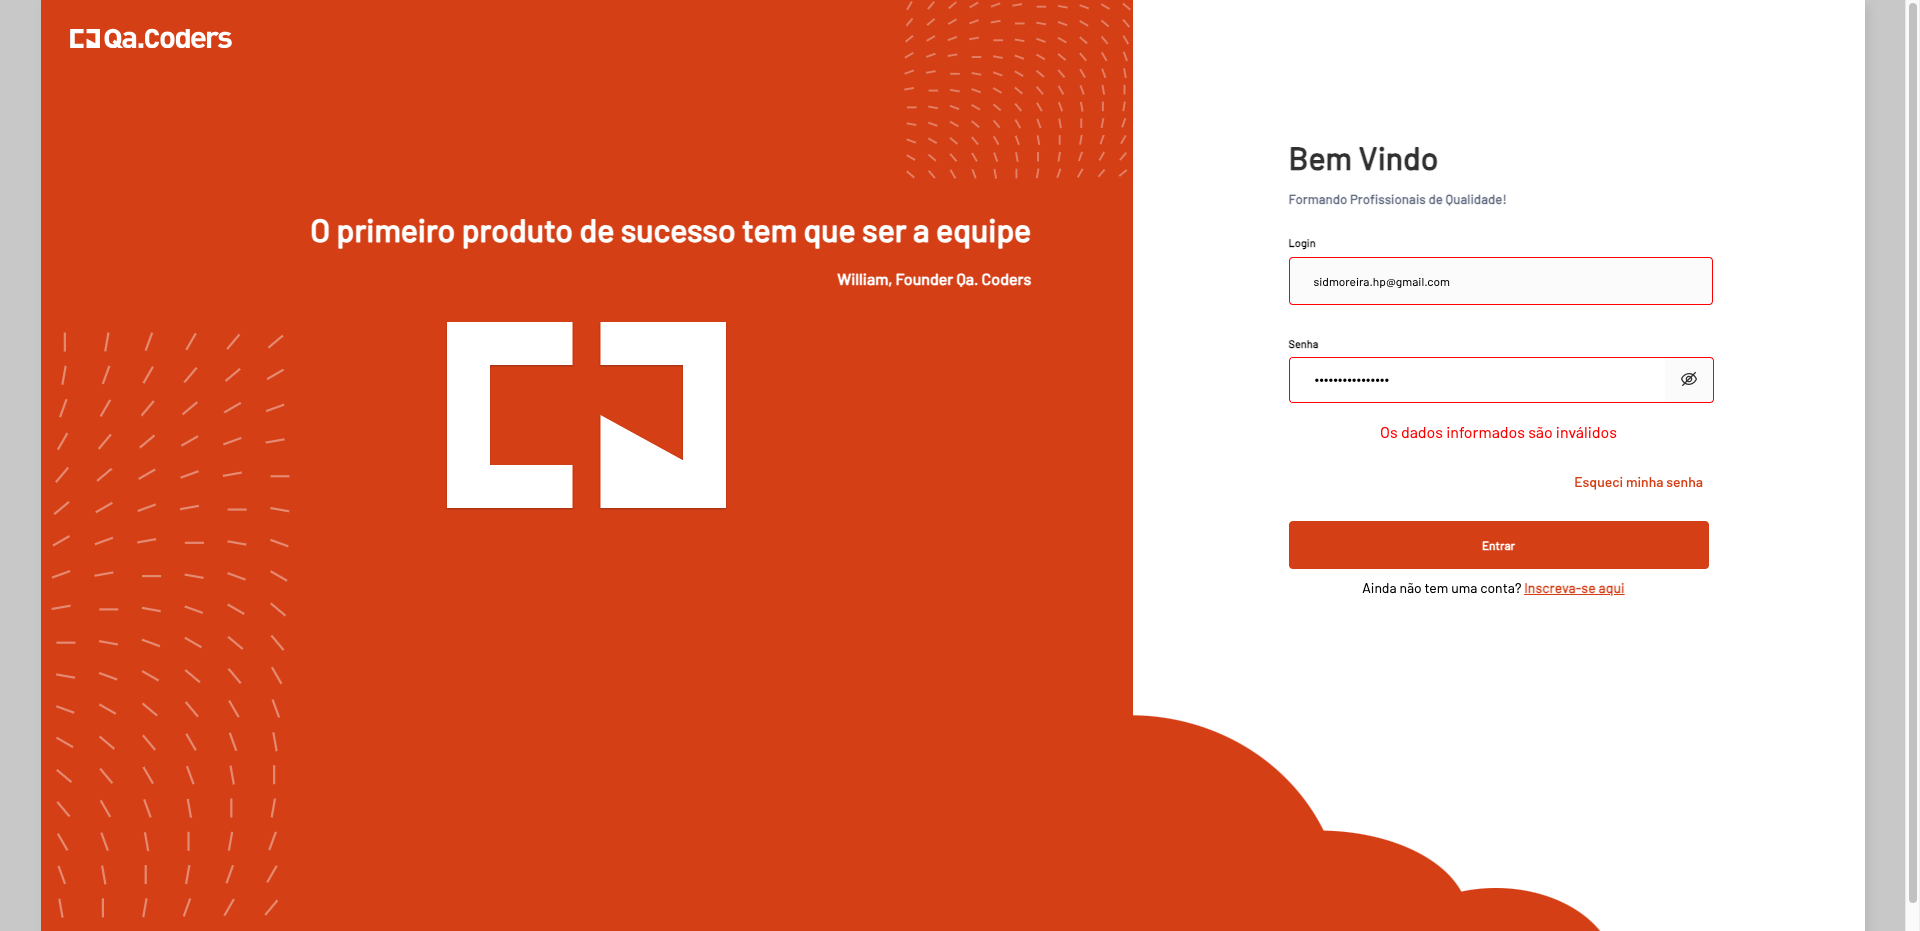 Qa.Coders
O primeiro produto de sucesso tem que ser a equipe
William, Founder Qa. Coders
Bem Vindo
Formando Profissionais de Qualidade!
Login
sidmoreira.hp@gmail.com
Senha
••••••••••••••••
Os dados informados são inválidos
Esqueci minha senha
Entrar
Ainda não tem uma conta? Inscreva-se aqui